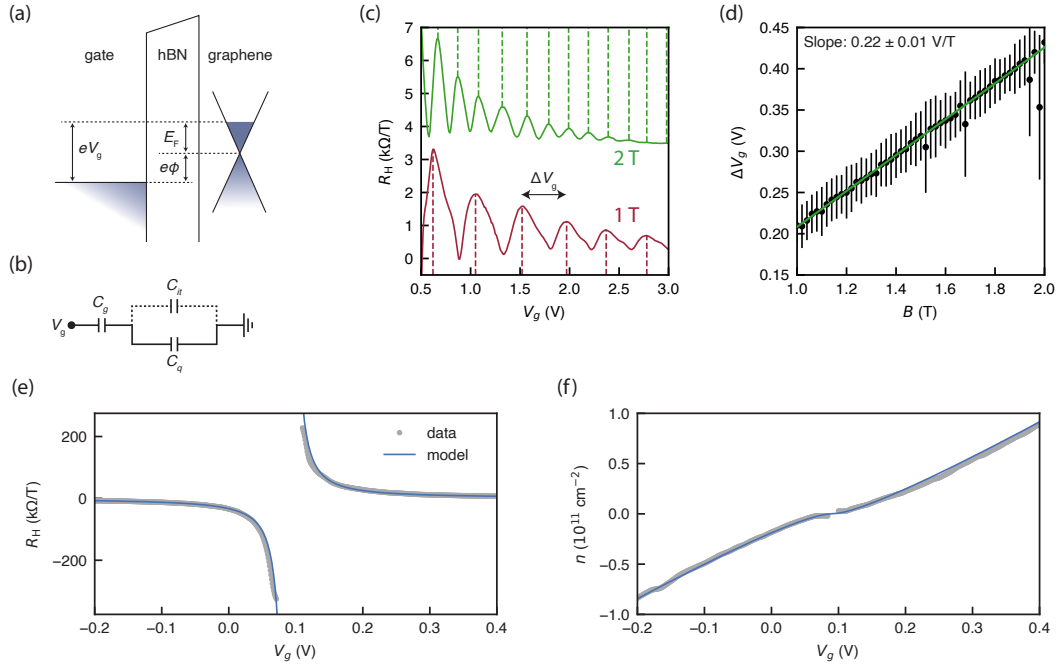 (a)
gate
hBN
graphene
eV_g
E_F
eϕ
(b)
V_g
C_g
C_it
C_q
(c)
R_H (kΩ/T)
7
6
5
4
3
2
1
0
2 T
ΔV_g
1 T
0.5
1.0
1.5
2.0
2.5
3.0
V_g (V)
(d)
Slope: 0.22 ± 0.01 V/T
ΔV_g (V)
0.45
0.40
0.35
0.30
0.25
0.20
0.15
1.0
1.2
1.4
1.6
1.8
2.0
B (T)
(e)
R_H (kΩ/T)
200
0
−200
data
model
−0.2
−0.1
0.0
0.1
0.2
0.3
0.4
V_g (V)
(f)
n (10^11 cm^−2)
1.0
0.5
0.0
−0.5
−1.0
−0.2
−0.1
0.0
0.1
0.2
0.3
0.4
V_g (V)